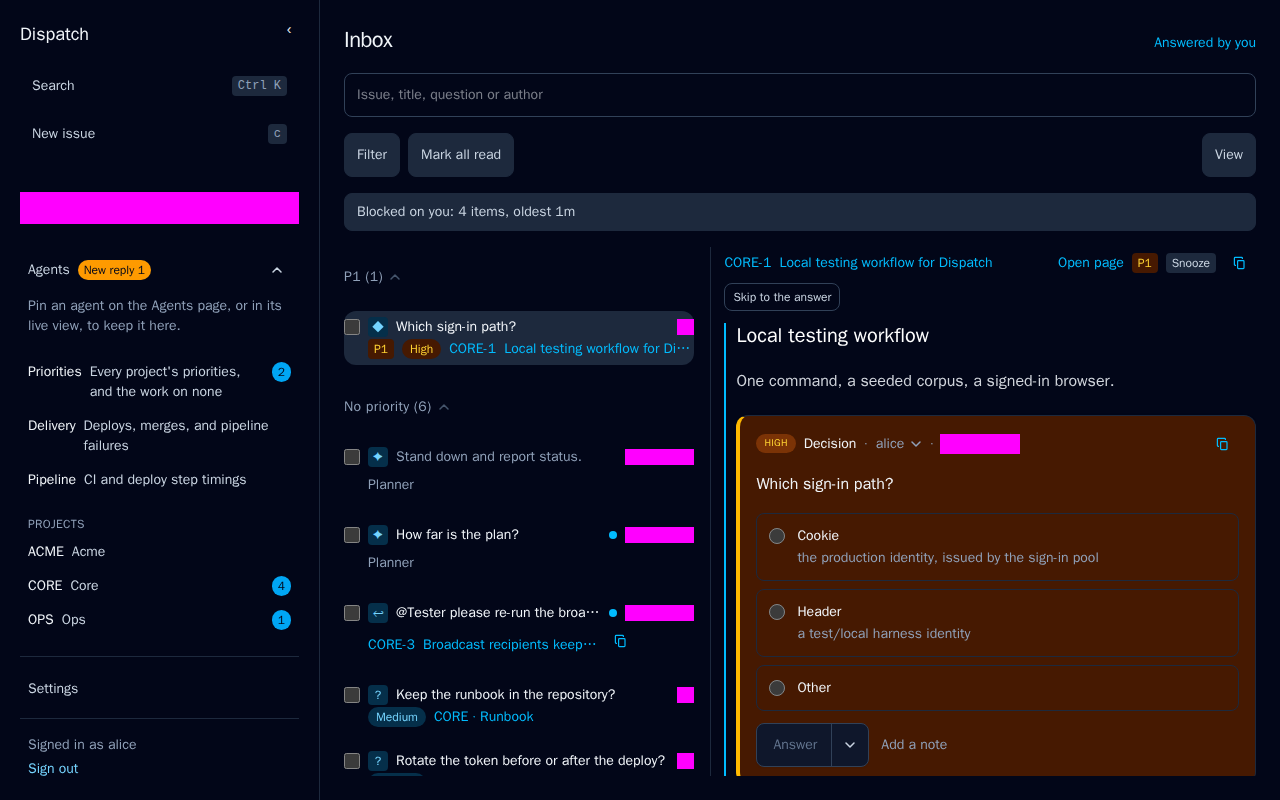 Dispatch
Search Ctrl K
New issue C
Agents New reply 1
Pin an agent on the Agents page, or in its
live view, to keep it here.
Priorities Every project's priorities,
and the work on none 2
Delivery Deploys, merges, and pipeline
failures
Pipeline CI and deploy step timings
PROJECTS
ACME Acme
CORE Core 4
OPS Ops 1
Settings
Signed in as alice
Sign out
Inbox
Answered by you
Issue, title, question or author
Filter Mark all read View
Blocked on you: 4 items, oldest 1m
P1 (1)
Which sign-in path?
P1 High CORE-1 Local testing workflow for Di…
No priority (6)
Stand down and report status.
Planner
How far is the plan?
Planner
@Tester please re-run the broa…
CORE-3 Broadcast recipients keep…
? Keep the runbook in the repository?
Medium CORE · Runbook
? Rotate the token before or after the deploy?
CORE-1 Local testing workflow for Dispatch Open page P1 Snooze
Skip to the answer
Local testing workflow
One command, a seeded corpus, a signed-in browser.
HIGH Decision · alice ·
Which sign-in path?
Cookie
the production identity, issued by the sign-in pool
Header
a test/local harness identity
Other
Answer Add a note